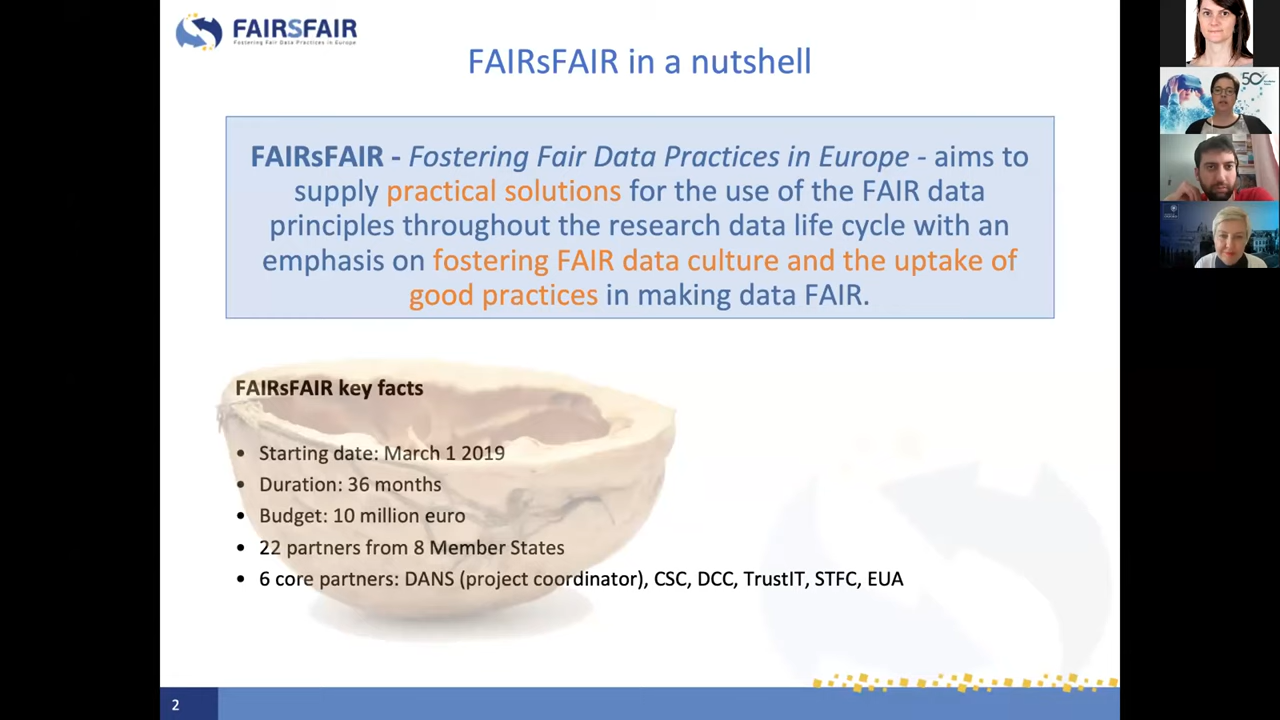 FAIRSFAIR
Fostering Fair Data Practices in Europe
FAIRsFAIR in a nutshell
FAIRsFAIR - Fostering Fair Data Practices in Europe - aims to
supply practical solutions for the use of the FAIR data
principles throughout the research data life cycle with an
emphasis on fostering FAIR data culture and the uptake of
good practices in making data FAIR.
FAIRsFAIR key facts
• Starting date: March 1 2019
• Duration: 36 months
• Budget: 10 million euro
• 22 partners from 8 Member States
• 6 core partners: DANS (project coordinator), CSC, DCC, TrustIT, STFC, EUA
2
50